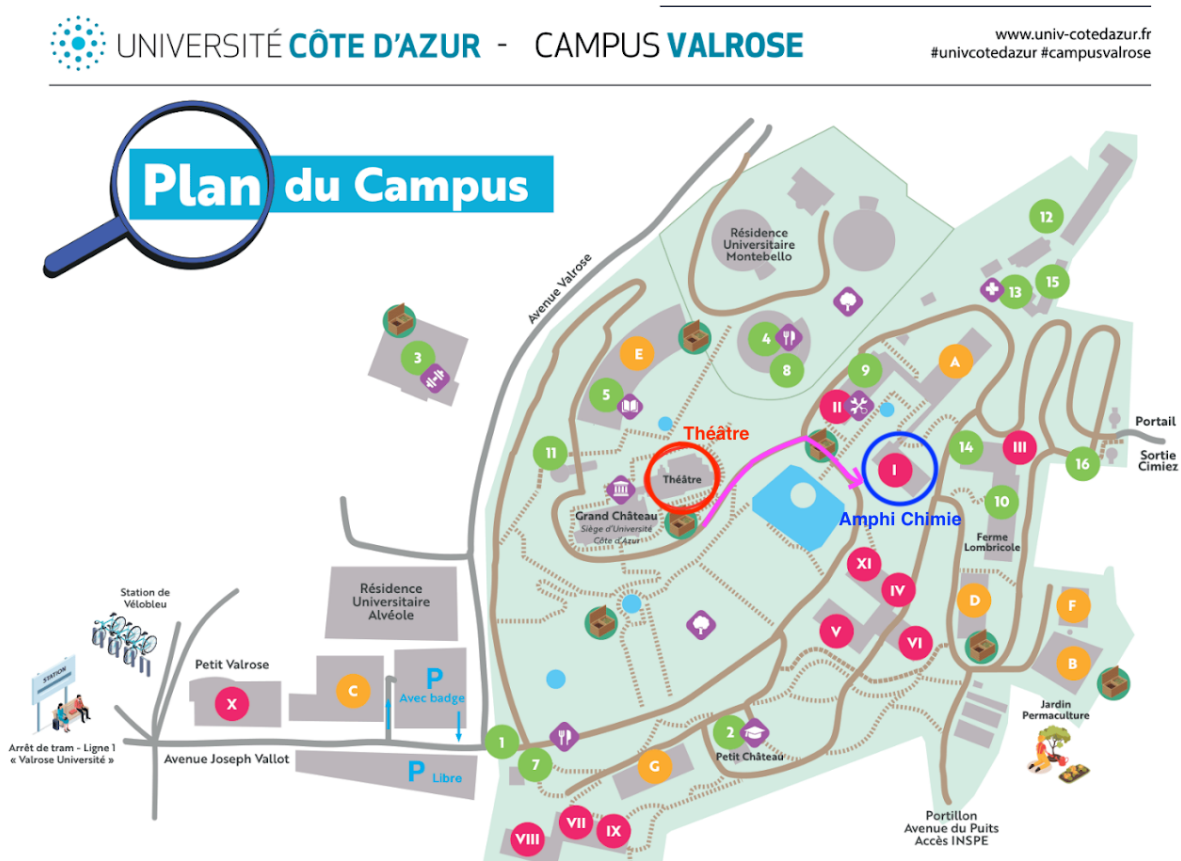 UNIVERSITÉ CÔTE D'AZUR - CAMPUS VALROSE
www.univ-cotedazur.fr
#univcotedazur #campusvalrose
Plan du Campus
12
Résidence
Universitaire
Montebello
Avenue Valrose
13
15
3
E
4
8
9
A
5
II
Portail
Sortie
Cimiez
Théâtre
Théâtre
11
I
14
III
16
Grand Château
Siège d'Université
Côte d'Azur
Amphi Chimie
10
Ferme
Lombricole
Résidence
Universitaire
Alvéole
XI
IV
V
VI
D
F
B
Station de
Vélobleu
STATION
Petit Valrose
X
C
P
Avec badge
Arrêt de tram - Ligne 1
« Valrose Université »
Avenue Joseph Vallot
P Libre
1
7
2
Petit Château
G
Jardin
Permaculture
VIII
VII
IX
Portillon
Avenue du Puits
Accès INSPE